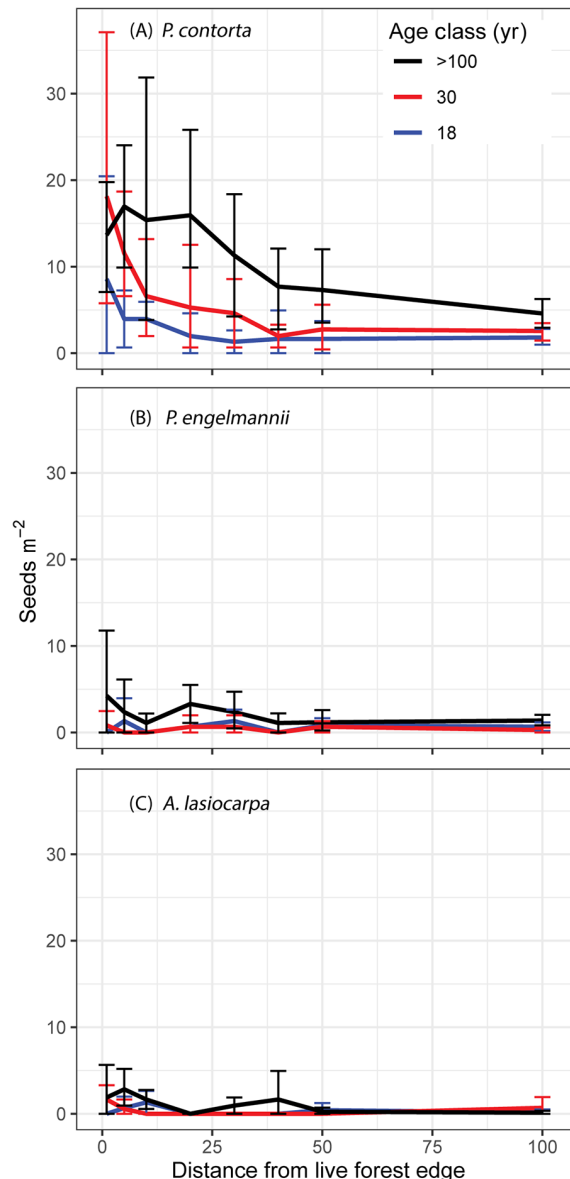 (A) P. contorta
Age class (yr)
>100
30
18
30
20
10
0
(B) P. engelmannii
30
20
10
0
Seeds m⁻²
(C) A. lasiocarpa
30
20
10
0
0 25 50 75 100
Distance from live forest edge